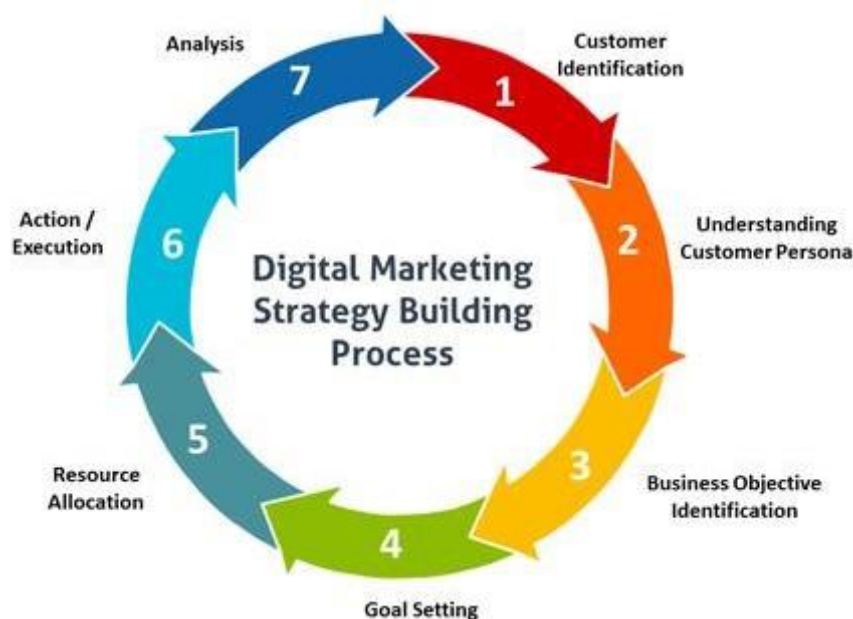 Digital Marketing
Strategy Building
Process
1
Customer
Identification
2
Understanding
Customer Persona
3
Business Objective
Identification
4
Goal Setting
5
Resource
Allocation
6
Action /
Execution
7
Analysis